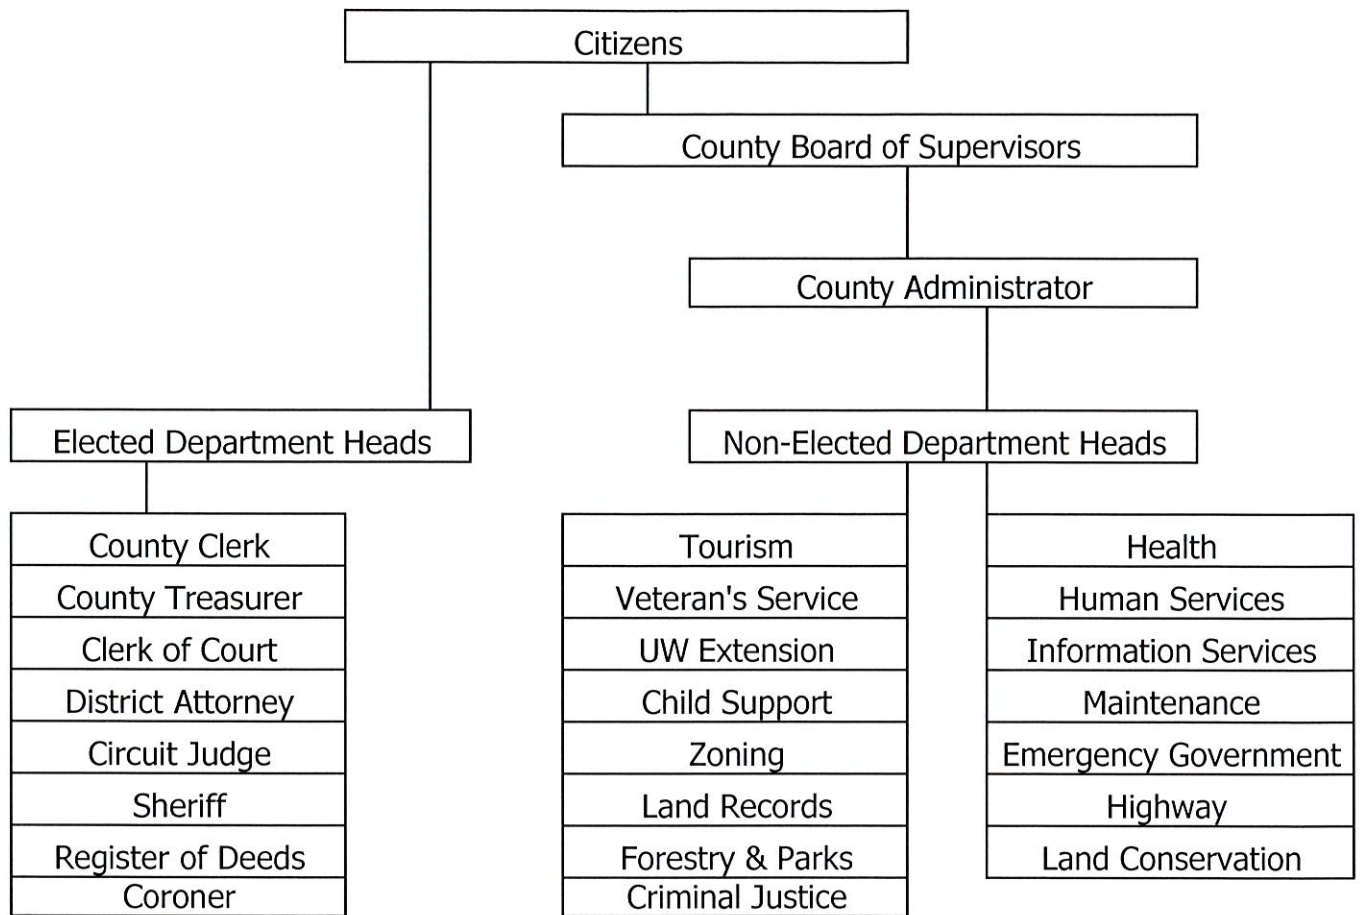 Citizens
County Board of Supervisors
County Administrator
Elected Department Heads
Non-Elected Department Heads
County Clerk
County Treasurer
Clerk of Court
District Attorney
Circuit Judge
Sheriff
Register of Deeds
Coroner
Tourism
Veteran's Service
UW Extension
Child Support
Zoning
Land Records
Forestry & Parks
Criminal Justice
Health
Human Services
Information Services
Maintenance
Emergency Government
Highway
Land Conservation